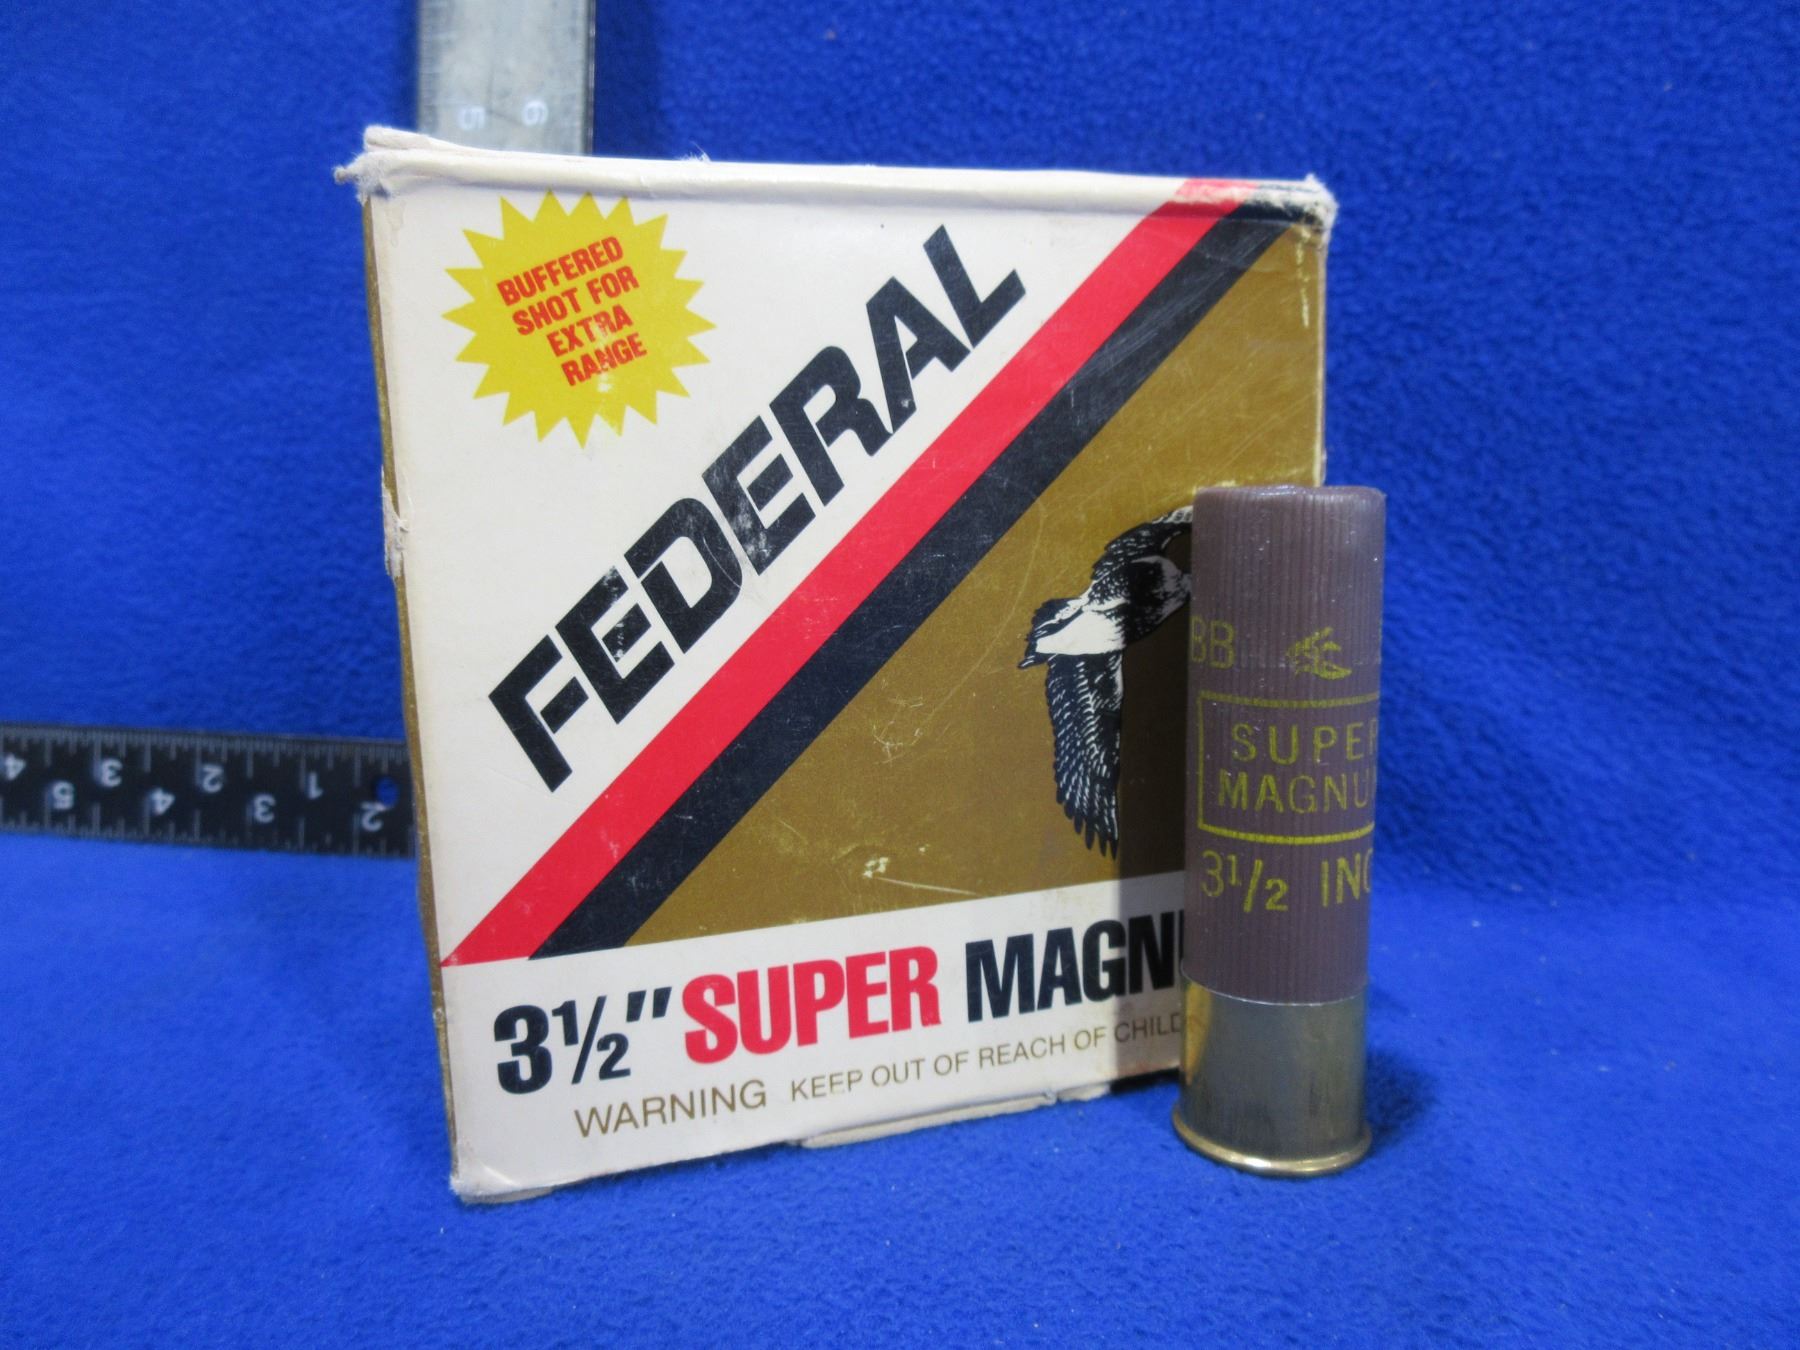 5 6
BUFFERED
SHOT FOR
EXTRA
RANGE
FEDERAL
BB
SUPER
MAGNU
3½ INC
4 3 2 1
5 4 3 2
3½" SUPER MAGN
WARNING KEEP OUT OF REACH OF CHILD